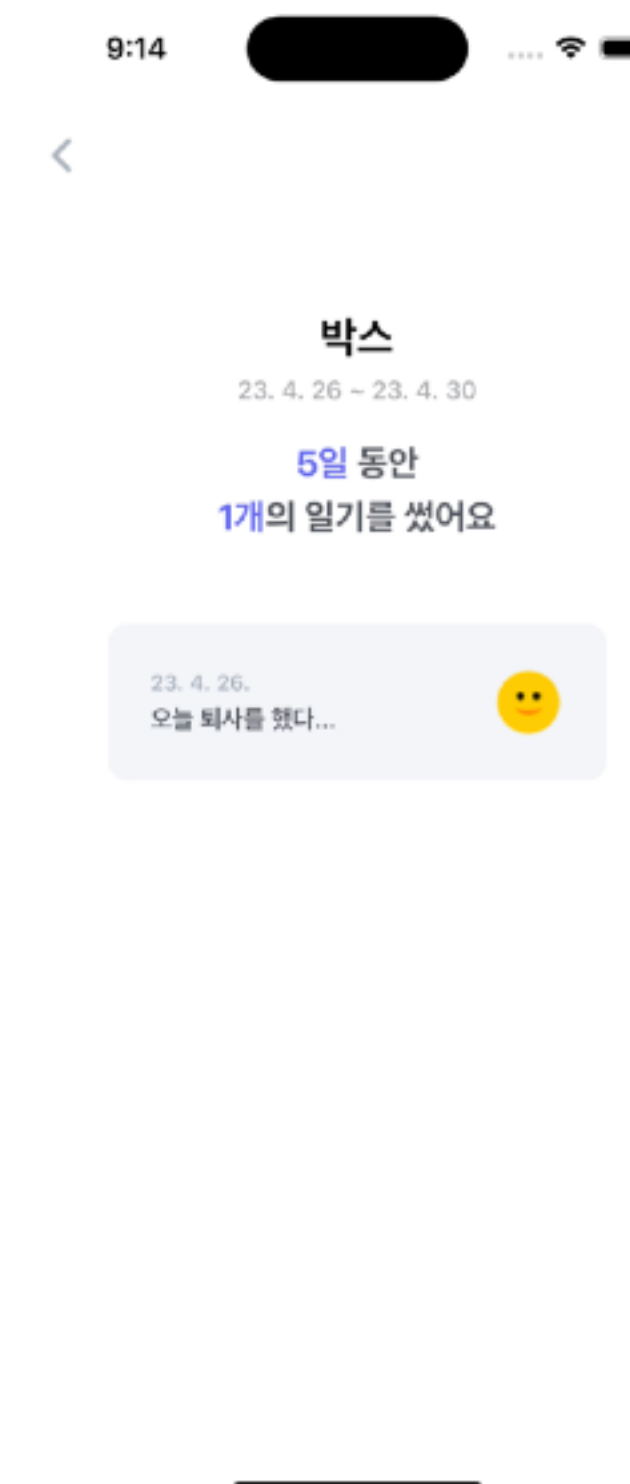 9:14
박스
23. 4. 26 ~ 23. 4. 30
5일 동안
1개의 일기를 썼어요
23. 4. 26.
오늘 퇴사를 했다...